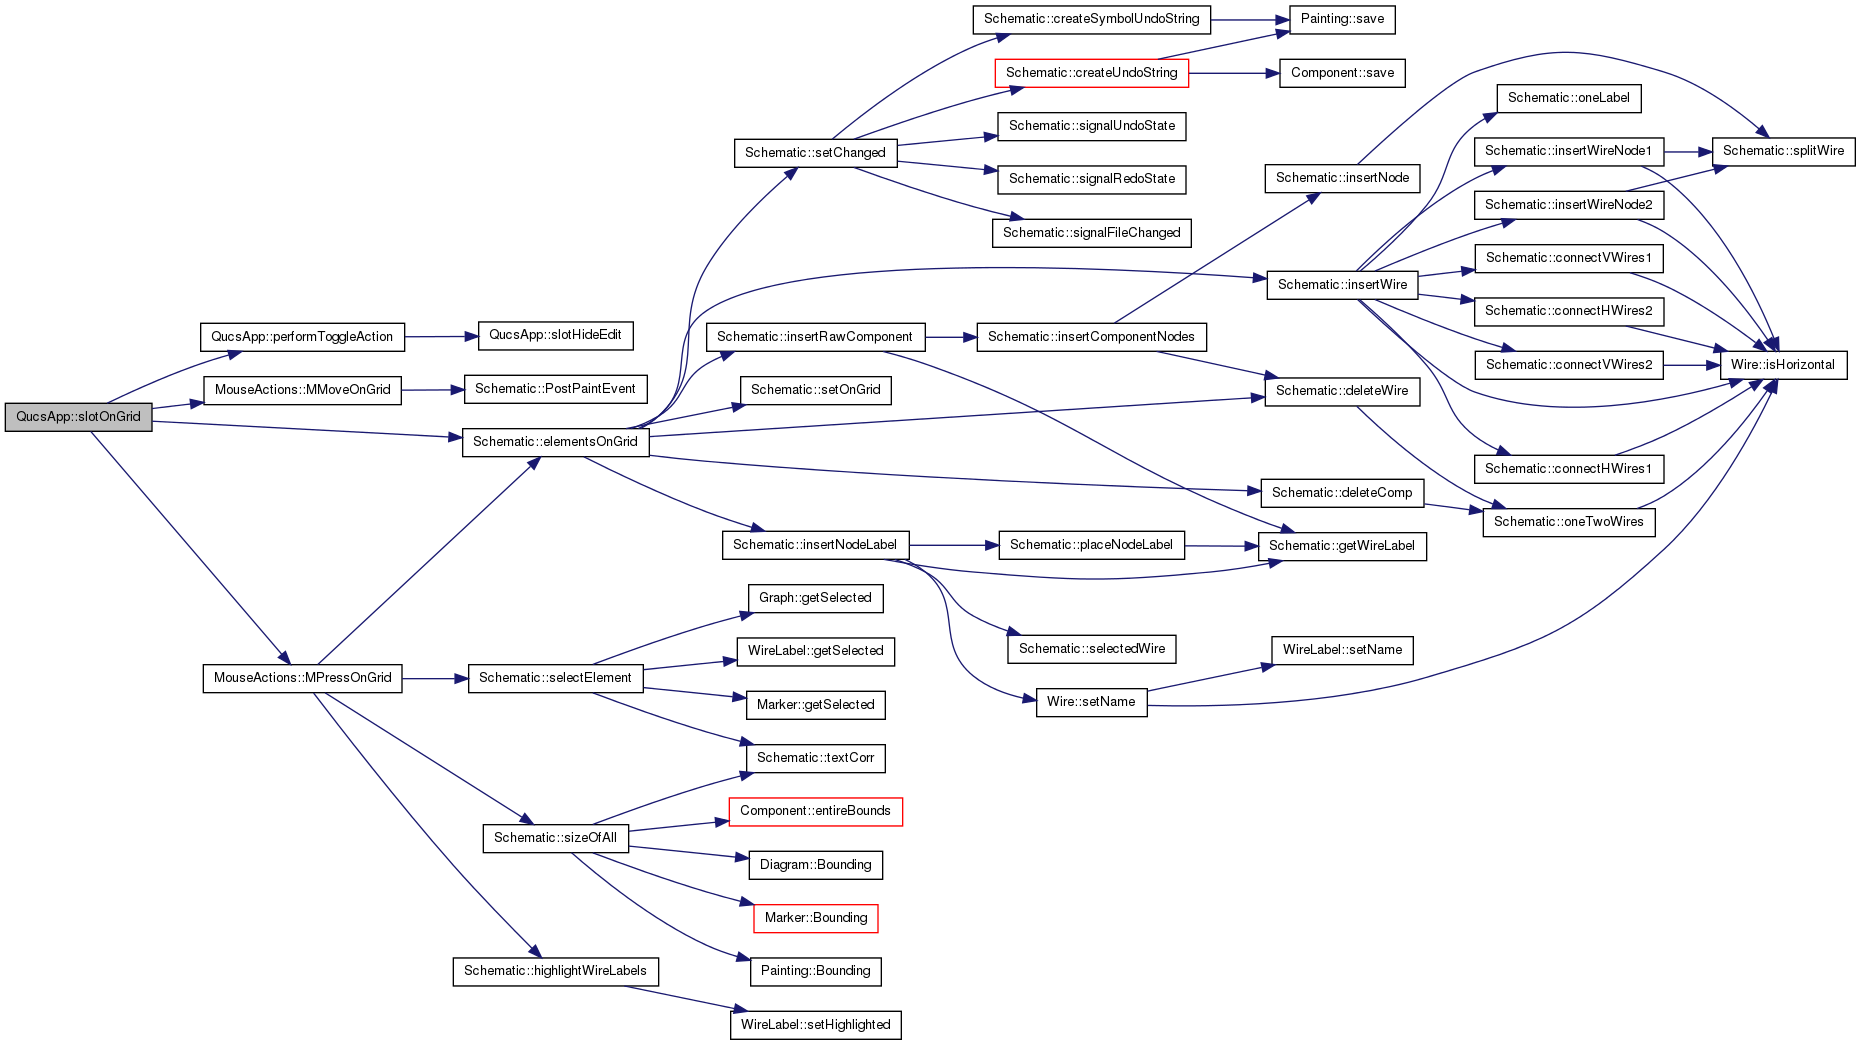 Schematic::createSymbolUndoString
Painting::save
Schematic::createUndoString
Component::save
Schematic::oneLabel
Schematic::signalUndoState
Schematic::setChanged
Schematic::insertWireNode1
Schematic::splitWire
Schematic::signalRedoState
Schematic::insertNode
Schematic::insertWireNode2
Schematic::signalFileChanged
Schematic::connectVWires1
Schematic::insertWire
Schematic::connectHWires2
QucsApp::performToggleAction
QucsApp::slotHideEdit
Schematic::insertRawComponent
Schematic::insertComponentNodes
Schematic::connectVWires2
Wire::isHorizontal
MouseActions::MMoveOnGrid
Schematic::PostPaintEvent
Schematic::setOnGrid
Schematic::deleteWire
QucsApp::slotOnGrid
Schematic::elementsOnGrid
Schematic::connectHWires1
Schematic::deleteComp
Schematic::oneTwoWires
Schematic::insertNodeLabel
Schematic::placeNodeLabel
Schematic::getWireLabel
Graph::getSelected
WireLabel::getSelected
Schematic::selectedWire
WireLabel::setName
MouseActions::MPressOnGrid
Schematic::selectElement
Marker::getSelected
Wire::setName
Schematic::textCorr
Component::entireBounds
Schematic::sizeOfAll
Diagram::Bounding
Marker::Bounding
Schematic::highlightWireLabels
Painting::Bounding
WireLabel::setHighlighted